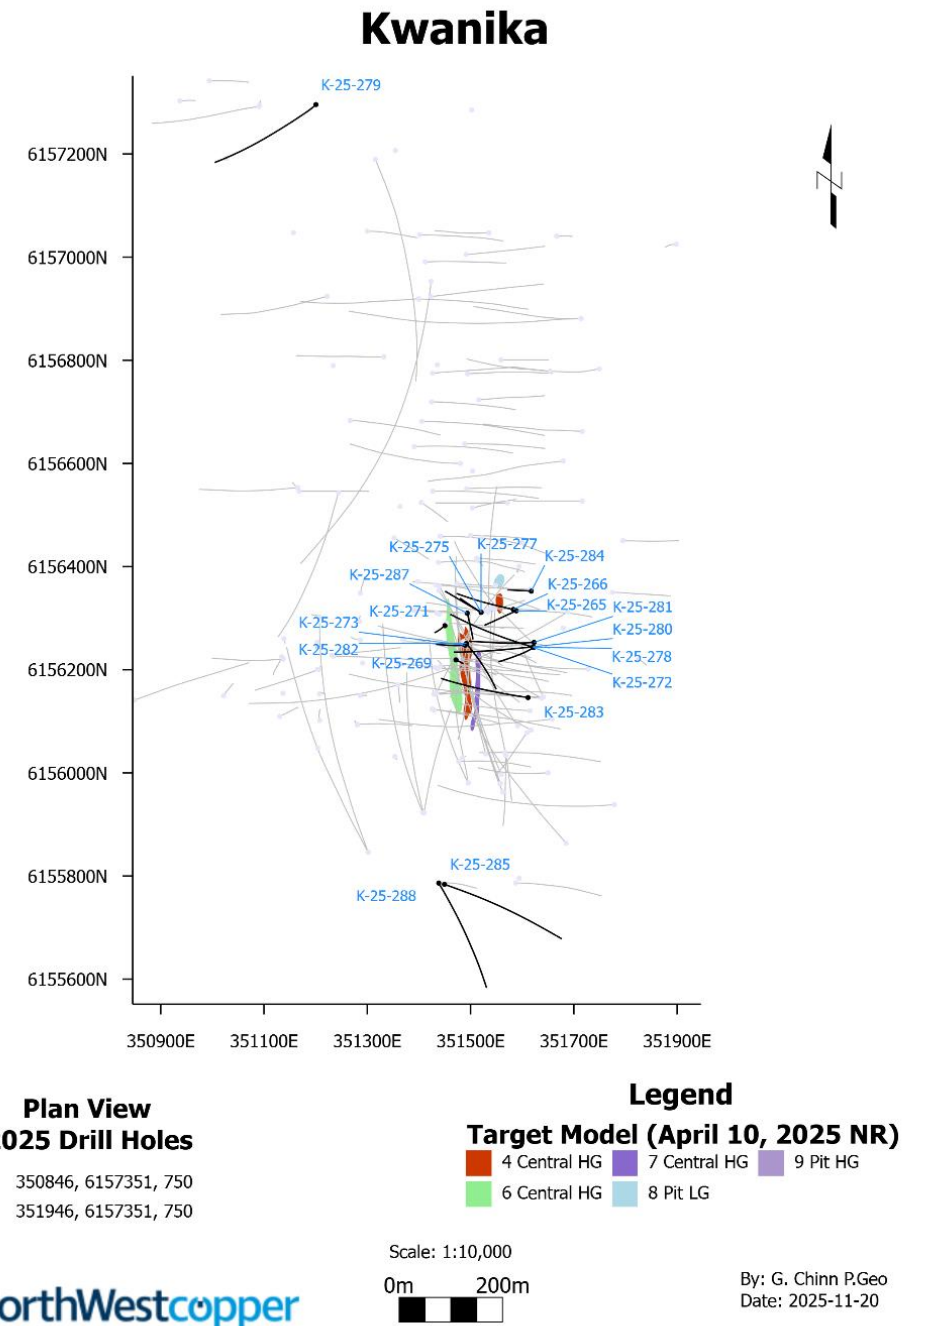 Kwanika
K-25-279
6157200N
6157000N
6156800N
6156600N
6156400N
6156200N
6156000N
6155800N
6155600N
K-25-275
K-25-277
K-25-284
K-25-287
K-25-266
K-25-265
K-25-281
K-25-271
K-25-273
K-25-280
K-25-282
K-25-269
K-25-278
K-25-272
K-25-283
K-25-285
K-25-288
N
350900E 351100E 351300E 351500E 351700E 351900E
Plan View
025 Drill Holes
350846, 6157351, 750
351946, 6157351, 750
Legend
Target Model (April 10, 2025 NR)
4 Central HG 7 Central HG 9 Pit HG
6 Central HG 8 Pit LG
Scale: 1:10,000
0m 200m
By: G. Chinn P.Geo
Date: 2025-11-20
orthWestcopper